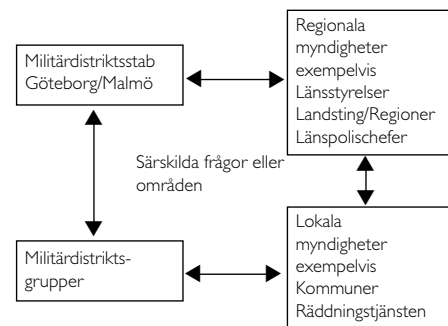 Militärdistriktsstab
Göteborg/Malmö
Regionala
myndigheter
exempelvis
Länsstyrelser
Landsting/Regioner
Länspolischefer
Särskilda frågor eller
områden
Militärdistrikts-
grupper
Lokala
myndigheter
exempelvis
Kommuner
Räddningstjänsten